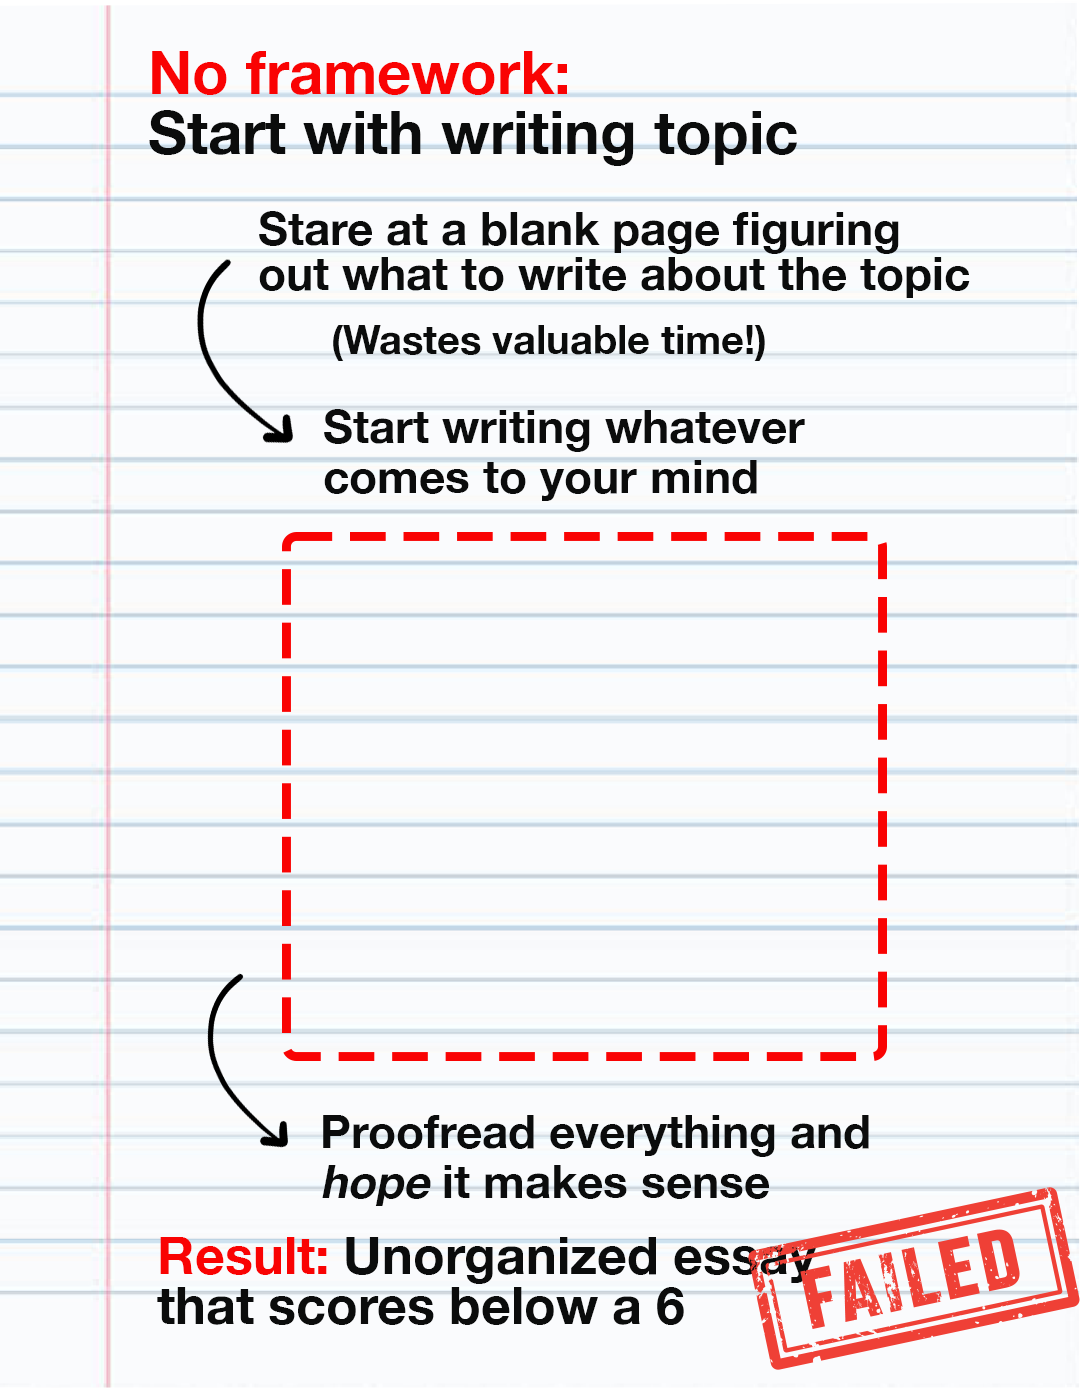 No framework:
Start with writing topic
Stare at a blank page figuring
out what to write about the topic
(Wastes valuable time!)
Start writing whatever
comes to your mind
Proofread everything and
hope it makes sense
Result: Unorganized essay
that scores below a 6
FAILED